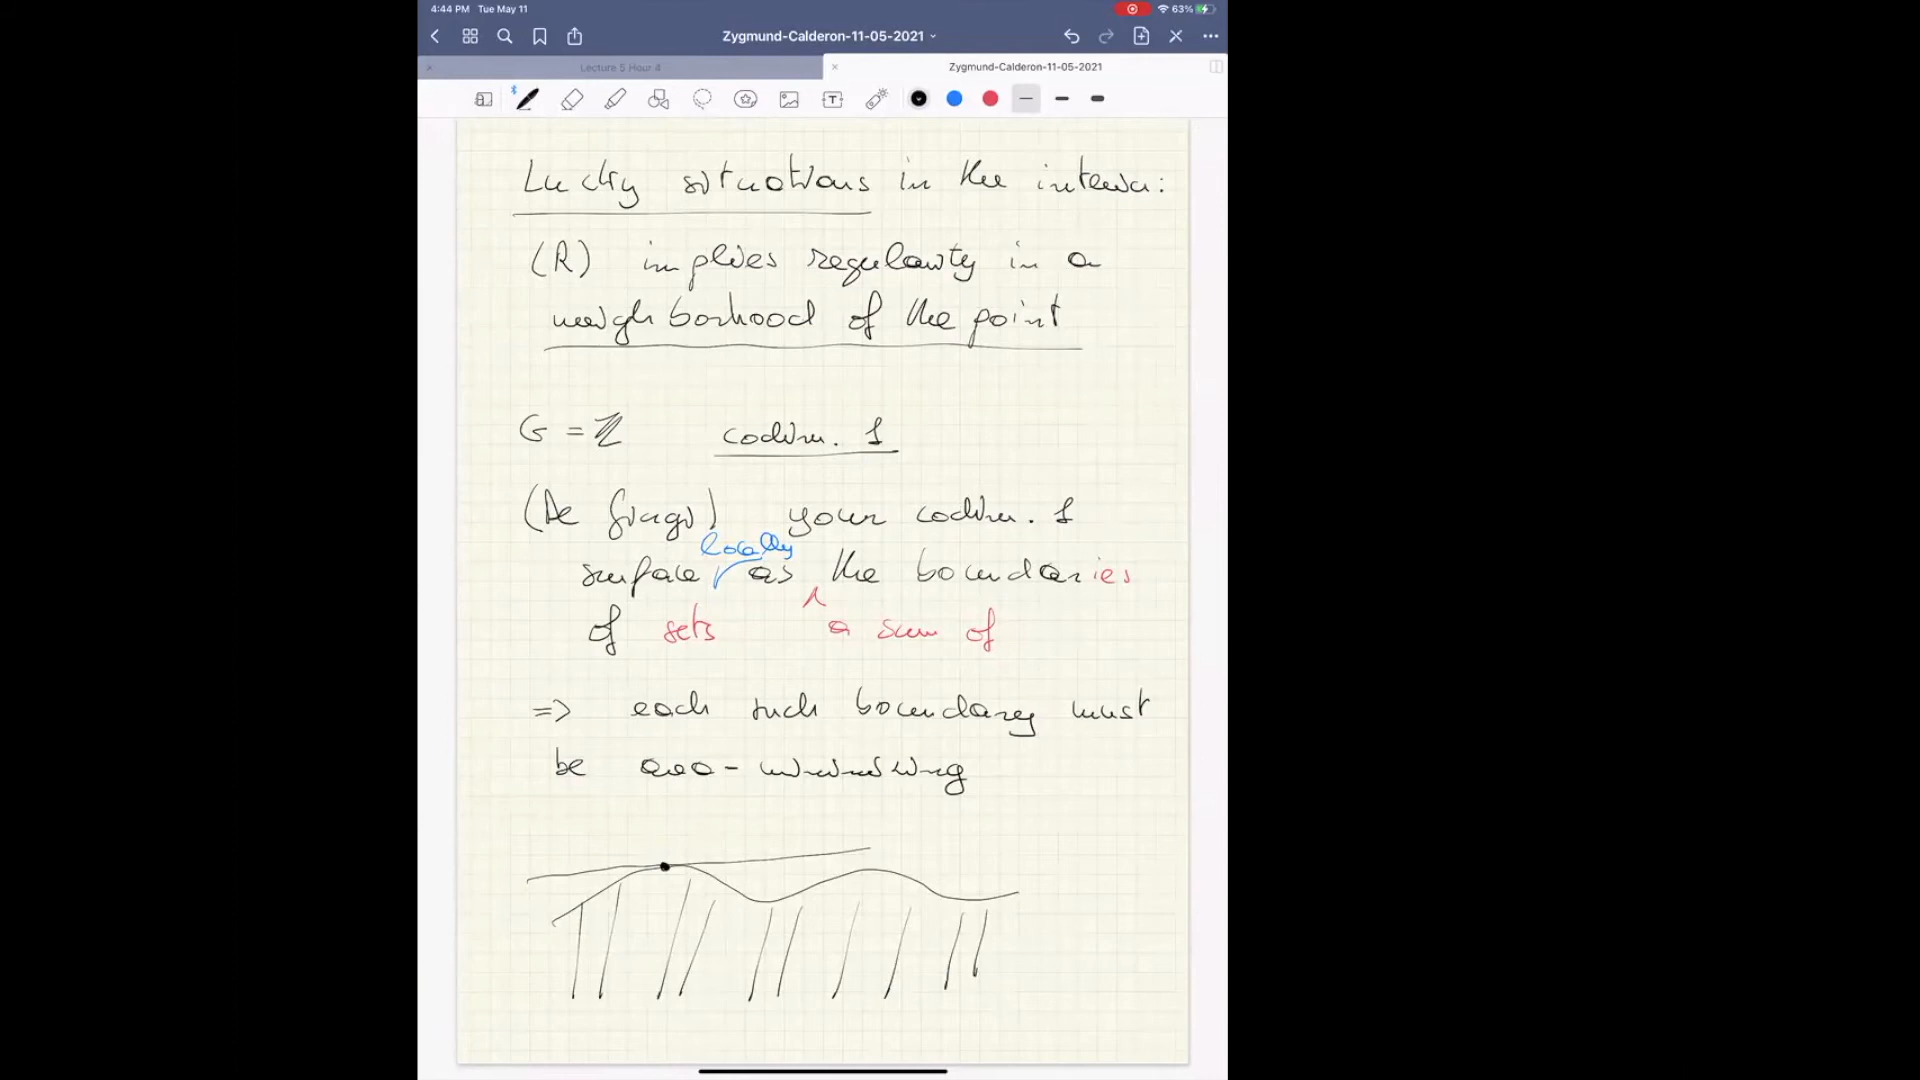 4:44 PM Tue May 11
63%
Zygmund-Calderon-11-05-2021
Lecture 5 Hour 4
Zygmund-Calderon-11-05-2021
Lucky situations in the interior:
(R) implies regularity in a
neighborhood of the point
G = ℤ codim. 1
(De Giorgi) your codim. 1
locally
surface as the boundaries
of sets a sum of
=> each such boundary must
be area-minimizing